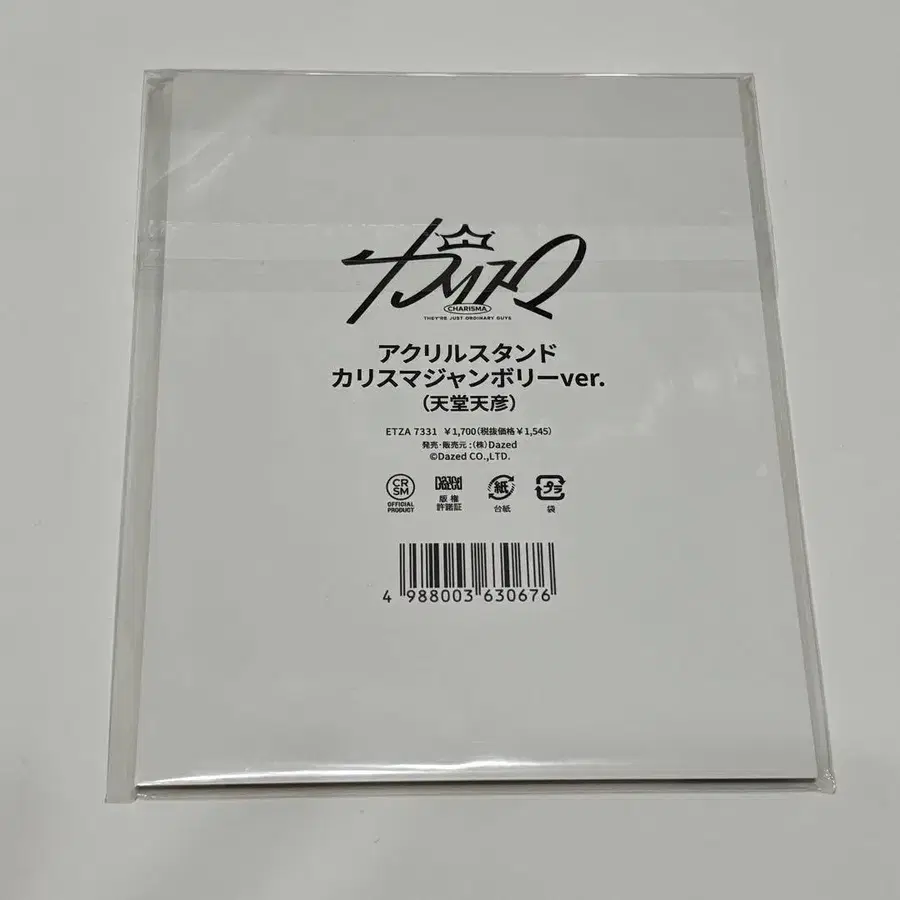 カリスマ
CHARISMA
THEY'RE JUST ORDINARY GUYS
アクリルスタンド
カリスマジャンボリーver.
(天堂天彦)
ETZA 7331 ¥1,700(税抜価格¥1,545)
発売・販売元:(株)Dazed
©Dazed CO.,LTD.
CR
SM
OFFICIAL
PRODUCT
Dazed
版権
許諾証
紙
台紙
プラ
袋
4 988003 630676